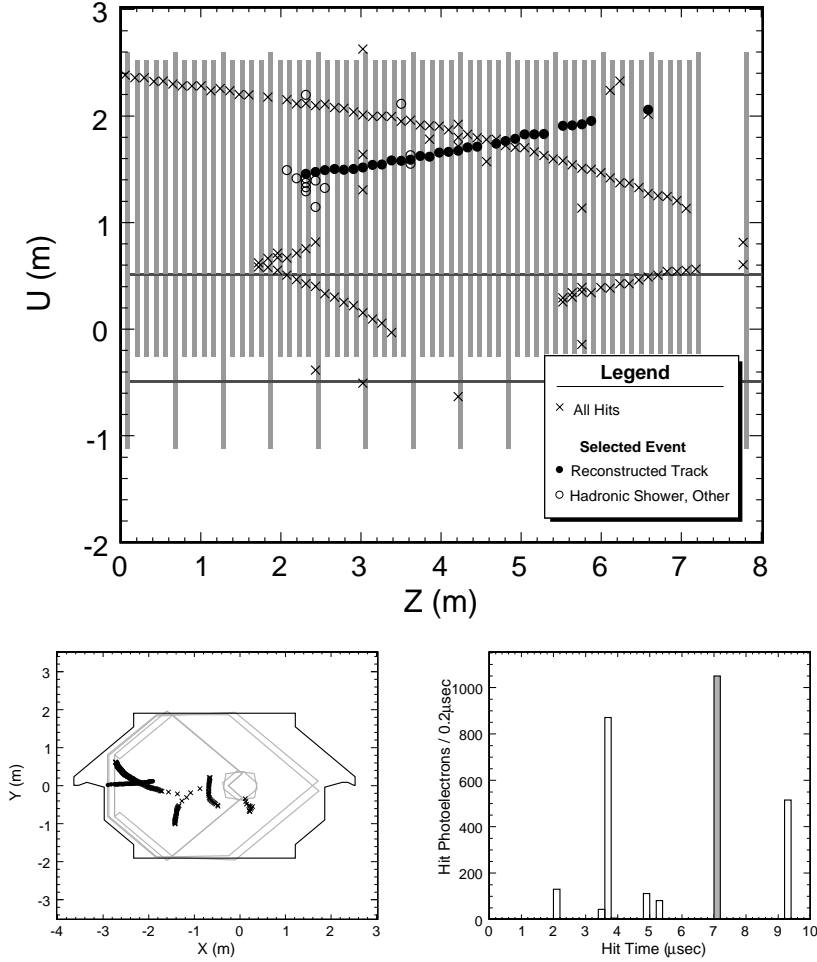 3
2
1
0
-1
-2
U (m)
0 1 2 3 4 5 6 7 8
Z (m)
Legend
× All Hits
Selected Event
● Reconstructed Track
○ Hadronic Shower, Other
3
2
1
0
-1
-2
-3
Y (m)
-4 -3 -2 -1 0 1 2 3
X (m)
1000
800
600
400
200
0
Hit Photoelectrons / 0.2μsec
0 1 2 3 4 5 6 7 8 9 10
Hit Time (μsec)